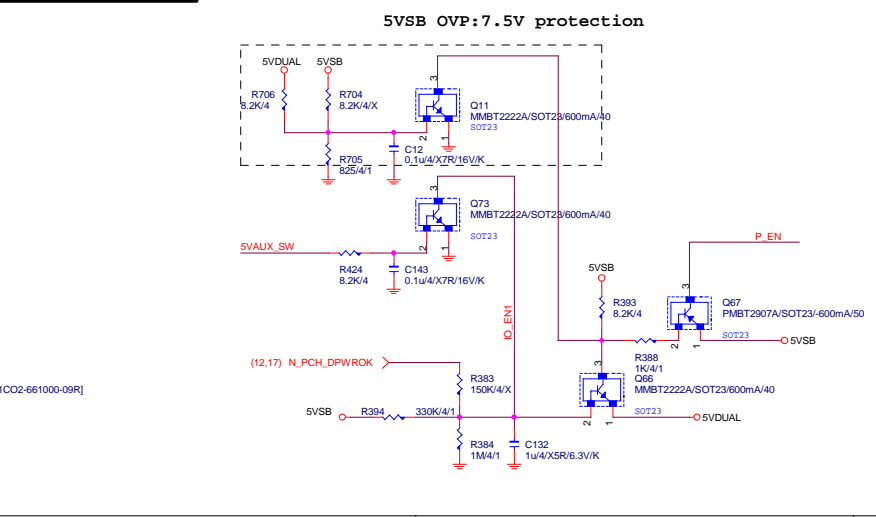 5VSB OVP:7.5V protection
5VDUAL
5VSB
R706
8.2K/4
R704
8.2K/4/X
3
Q11
MMBT2222A/SOT23/600mA/40
SOT23
2
1
R705
825/4/1
C12
0.1u/4/X7R/16V/K
3
Q73
MMBT2222A/SOT23/600mA/40
SOT23
2
1
5VAUX_SW
R424
8.2K/4
C143
0.1u/4/X7R/16V/K
P_EN
5VSB
R393
8.2K/4
3
Q67
PMBT2907A/SOT23/-600mA/50
SOT23
2
1
5VSB
IO_EN1
R388
1K/4/1
(12,17) N_PCH_DPWROK
R383
150K/4/X
3
Q66
MMBT2222A/SOT23/600mA/40
SOT23
2
1
5VDUAL
1CO2-661000-09R]
5VSB
R394
330K/4/1
R384
1M/4/1
C132
1u/4/X5R/6.3V/K